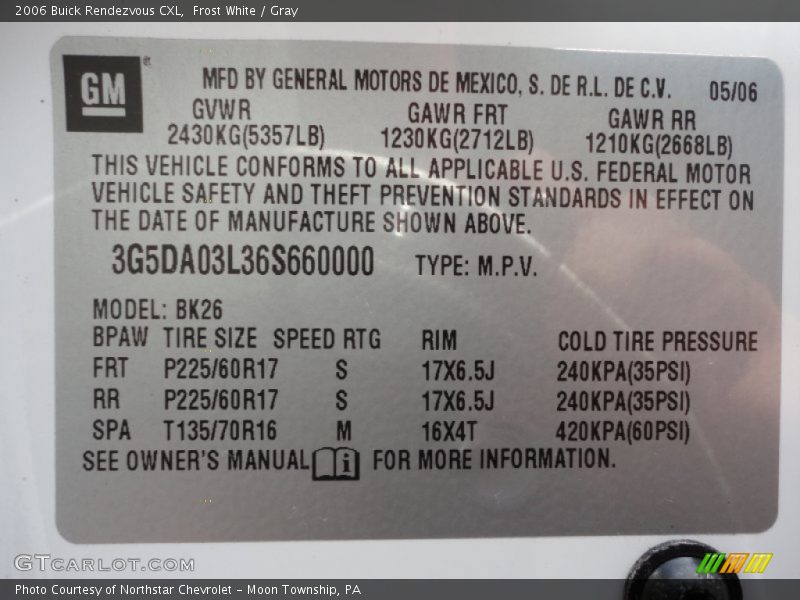 2006 Buick Rendezvous CXL, Frost White / Gray
GM ®
MFD BY GENERAL MOTORS DE MEXICO, S. DE R.L. DE C.V. 05/06
GVWR GAWR FRT GAWR RR
2430KG(5357LB) 1230KG(2712LB) 1210KG(2668LB)
THIS VEHICLE CONFORMS TO ALL APPLICABLE U.S. FEDERAL MOTOR
VEHICLE SAFETY AND THEFT PREVENTION STANDARDS IN EFFECT ON
THE DATE OF MANUFACTURE SHOWN ABOVE.
3G5DA03L36S660000 TYPE: M.P.V.
MODEL: BK26
BPAW TIRE SIZE SPEED RTG RIM COLD TIRE PRESSURE
FRT P225/60R17 S 17X6.5J 240KPA(35PSI)
RR P225/60R17 S 17X6.5J 240KPA(35PSI)
SPA T135/70R16 M 16X4T 420KPA(60PSI)
SEE OWNER'S MANUAL i FOR MORE INFORMATION.
GTCARLOT.COM
Photo Courtesy of Northstar Chevrolet - Moon Township, PA